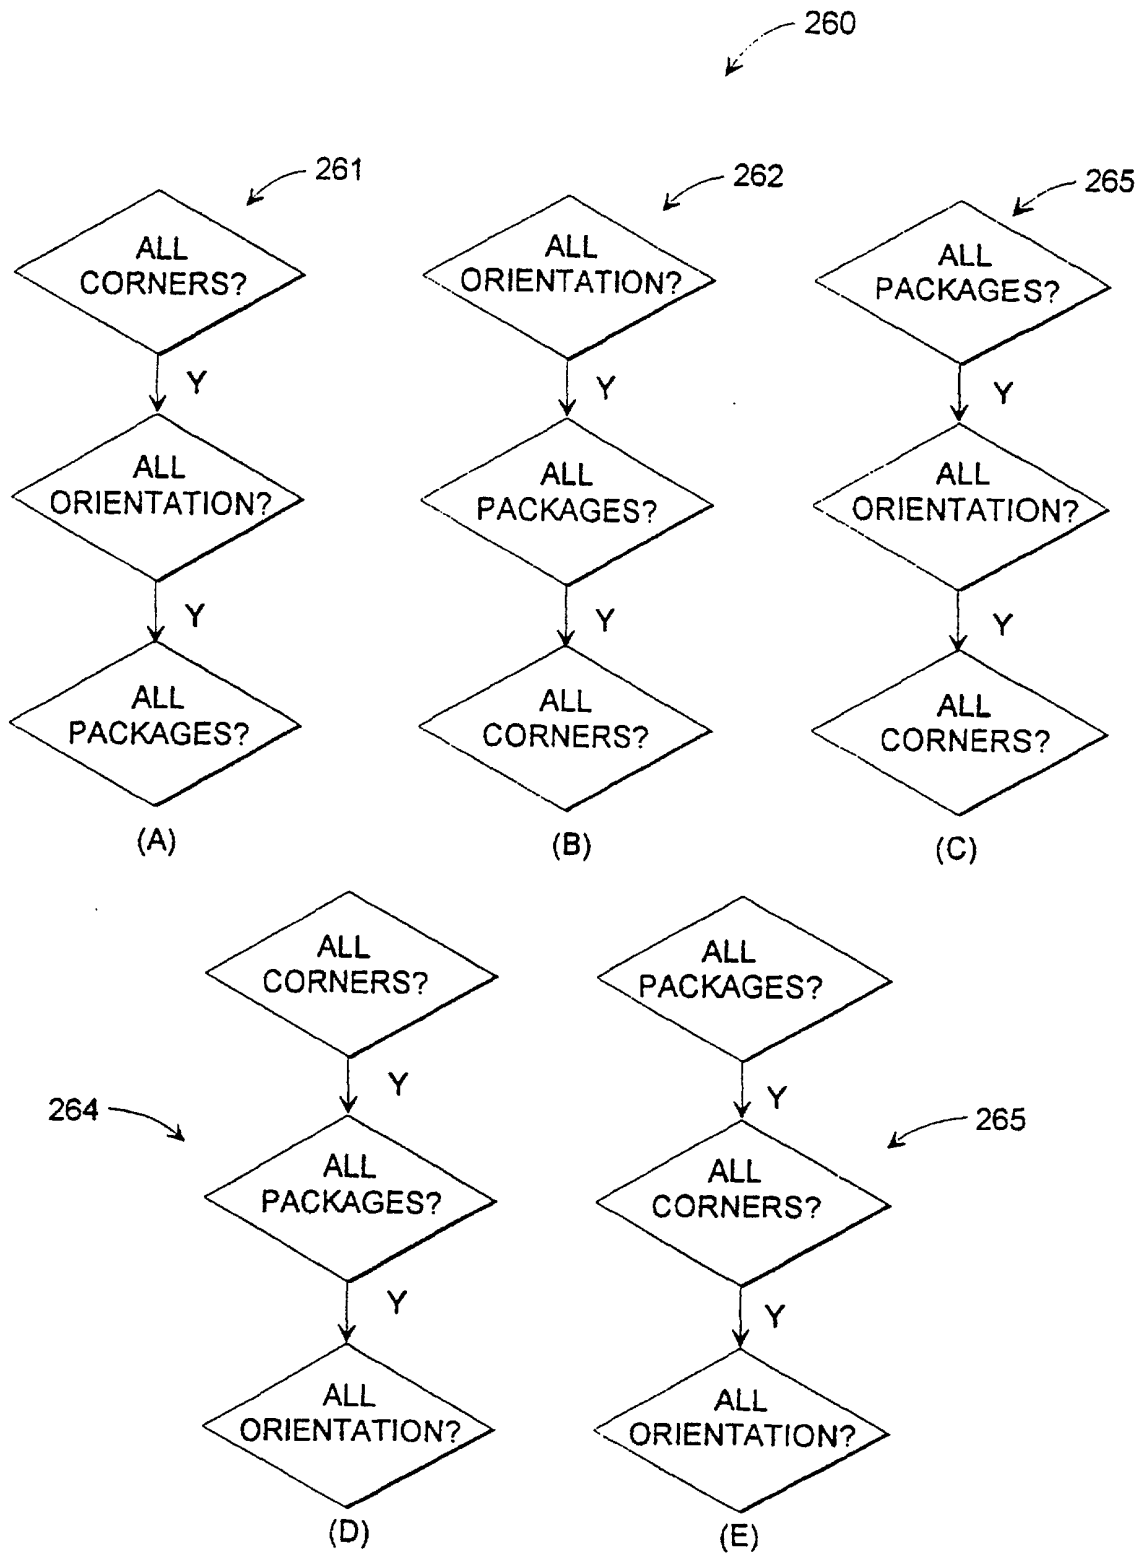 260
261
ALL
CORNERS?
Y
ALL
ORIENTATION?
Y
ALL
PACKAGES?
(A)
262
ALL
ORIENTATION?
Y
ALL
PACKAGES?
Y
ALL
CORNERS?
(B)
265
ALL
PACKAGES?
Y
ALL
ORIENTATION?
Y
ALL
CORNERS?
(C)
264
ALL
CORNERS?
Y
ALL
PACKAGES?
Y
ALL
ORIENTATION?
(D)
265
ALL
PACKAGES?
Y
ALL
CORNERS?
Y
ALL
ORIENTATION?
(E)